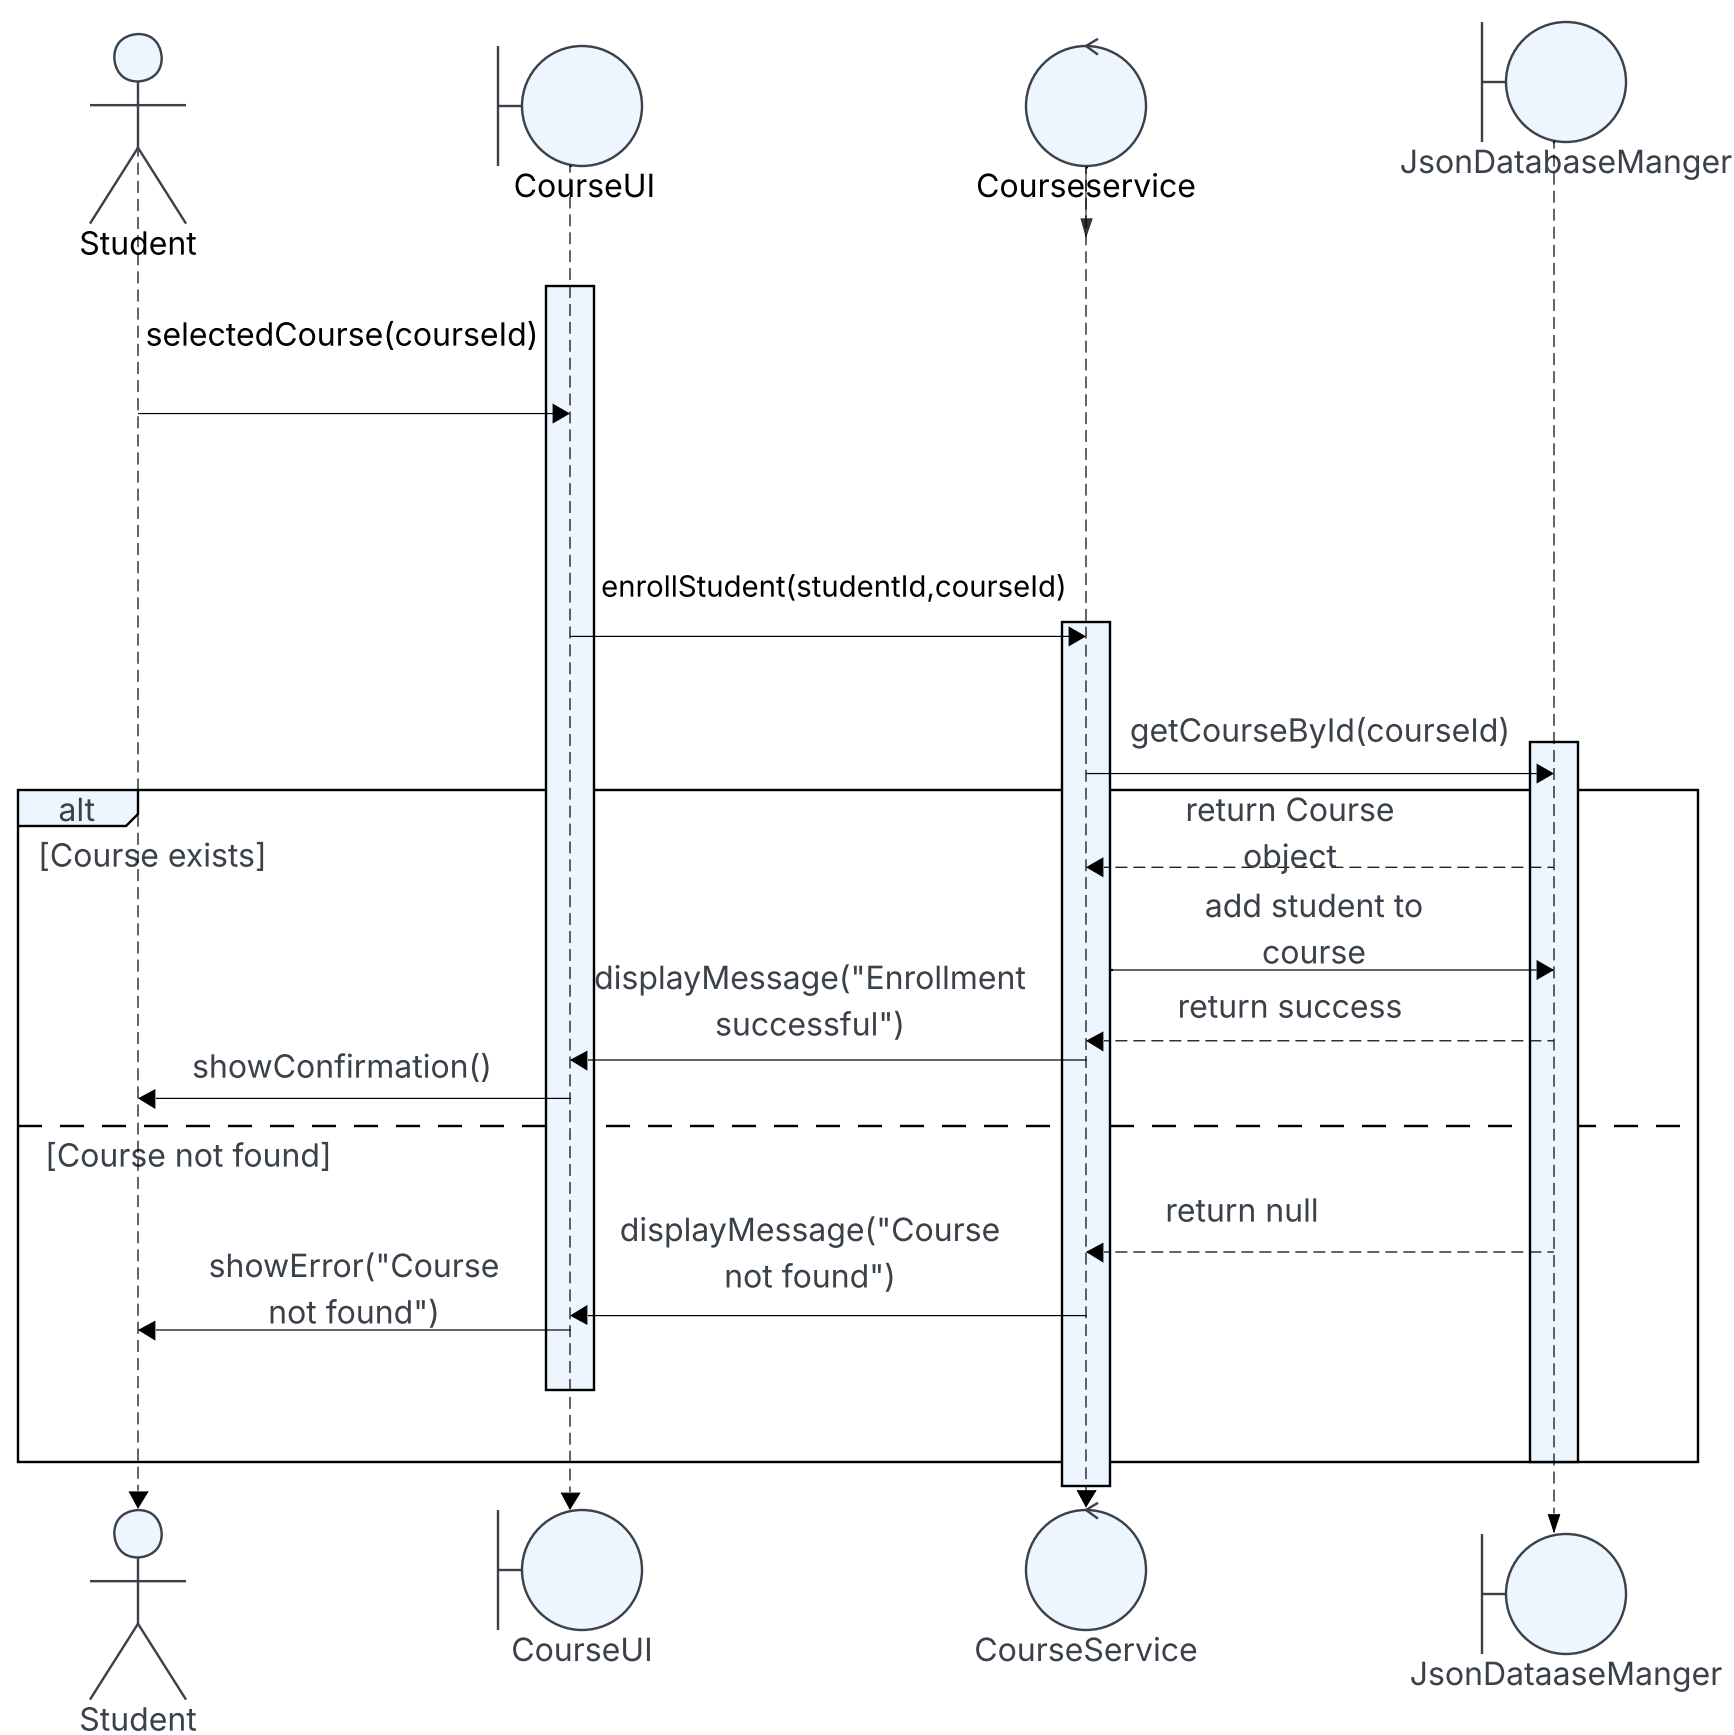 JsonDatabaseManger
CourseUI
Courseservice
Student
selectedCourse(courseId)
enrollStudent(studentId,courseId)
getCourseById(courseId)
alt
return Course
object
[Course exists]
add student to
course
displayMessage("Enrollment
successful")
return success
showConfirmation()
[Course not found]
return null
displayMessage("Course
not found")
showError("Course
not found")
CourseUI
CourseService
JsonDataaseManger
Student